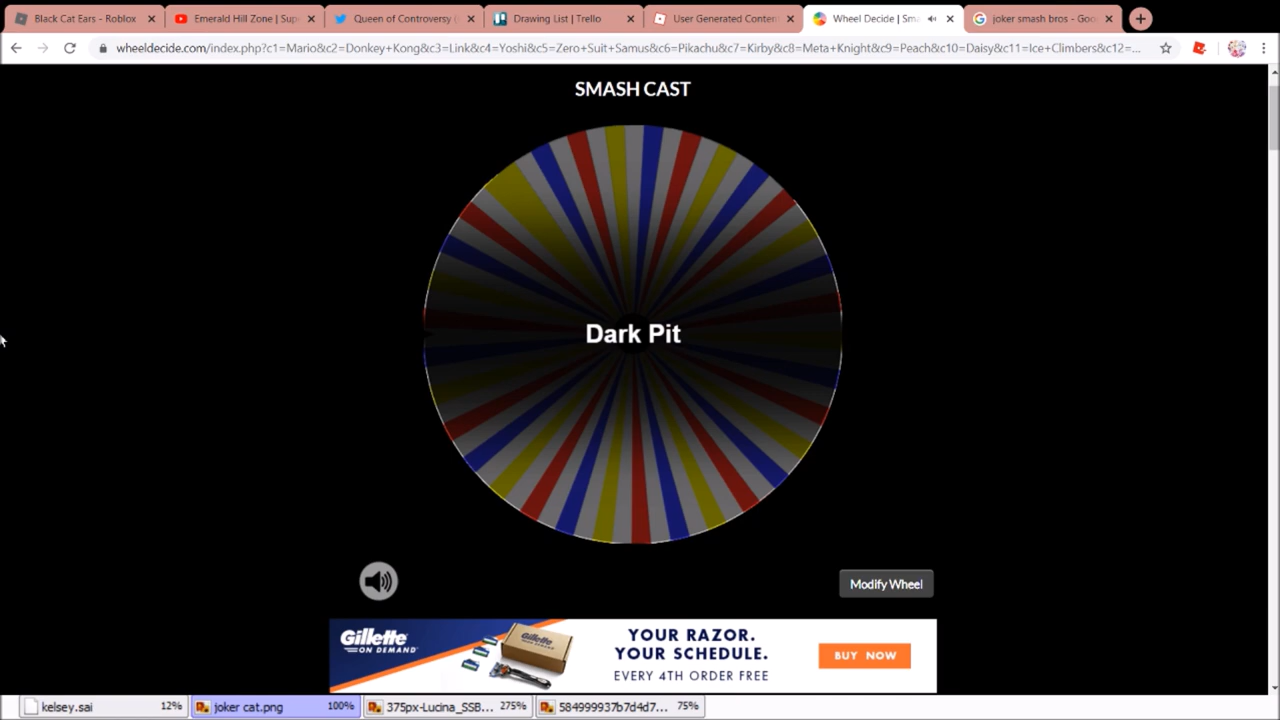 Black Cat Ears - Roblox
Emerald Hill Zone | Sup
Queen of Controversy (
Drawing List | Trello
User Generated Conten
Wheel Decide | Sma
joker smash bros - Goo
wheeldecide.com/index.php?c1=Mario&c2=Donkey+Kong&c3=Link&c4=Yoshi&c5=Zero+Suit+Samus&c6=Pikachu&c7=Kirby&c8=Meta+Knight&c9=Peach&c10=Daisy&c11=Ice+Climbers&c12=...
SMASH CAST
Dark Pit
Modify Wheel
Gillette
ON DEMAND
YOUR RAZOR.
YOUR SCHEDULE.
EVERY 4TH ORDER FREE
BUY NOW
kelsey.sai 12%
joker cat.png 100%
375px-Lucina_SSB... 275%
584999937b7d4d7... 75%